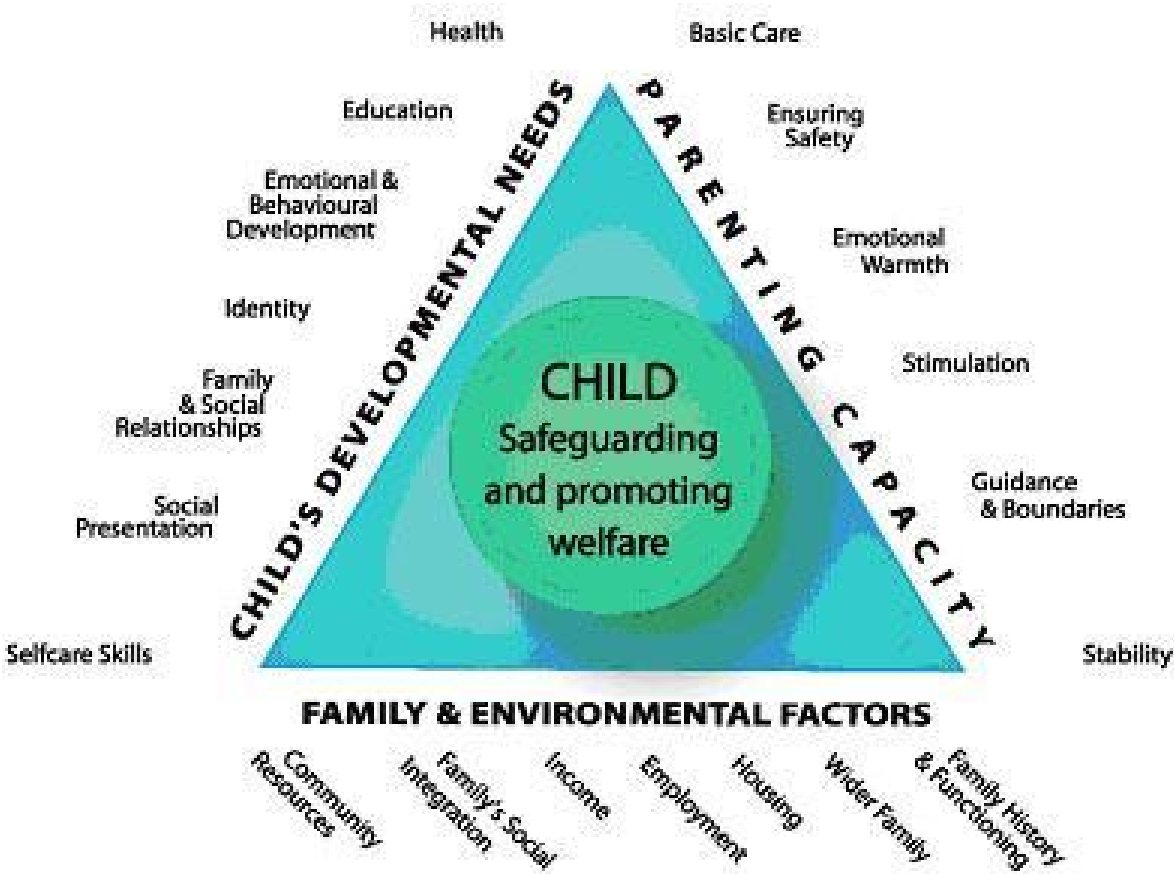 Health
Education
Emotional &
Behavioural
Development
Identity
Family
& Social
Relationships
Social
Presentation
Selfcare Skills
CHILD'S DEVELOPMENTAL NEEDS
Basic Care
Ensuring
Safety
Emotional
Warmth
Stimulation
Guidance
& Boundaries
Stability
PARENTING CAPACITY
CHILD
Safeguarding
and promoting
welfare
FAMILY & ENVIRONMENTAL FACTORS
Community
Resources
Family's Social
Integration
Income
Employment
Housing
Wider Family
Family History
& Functioning